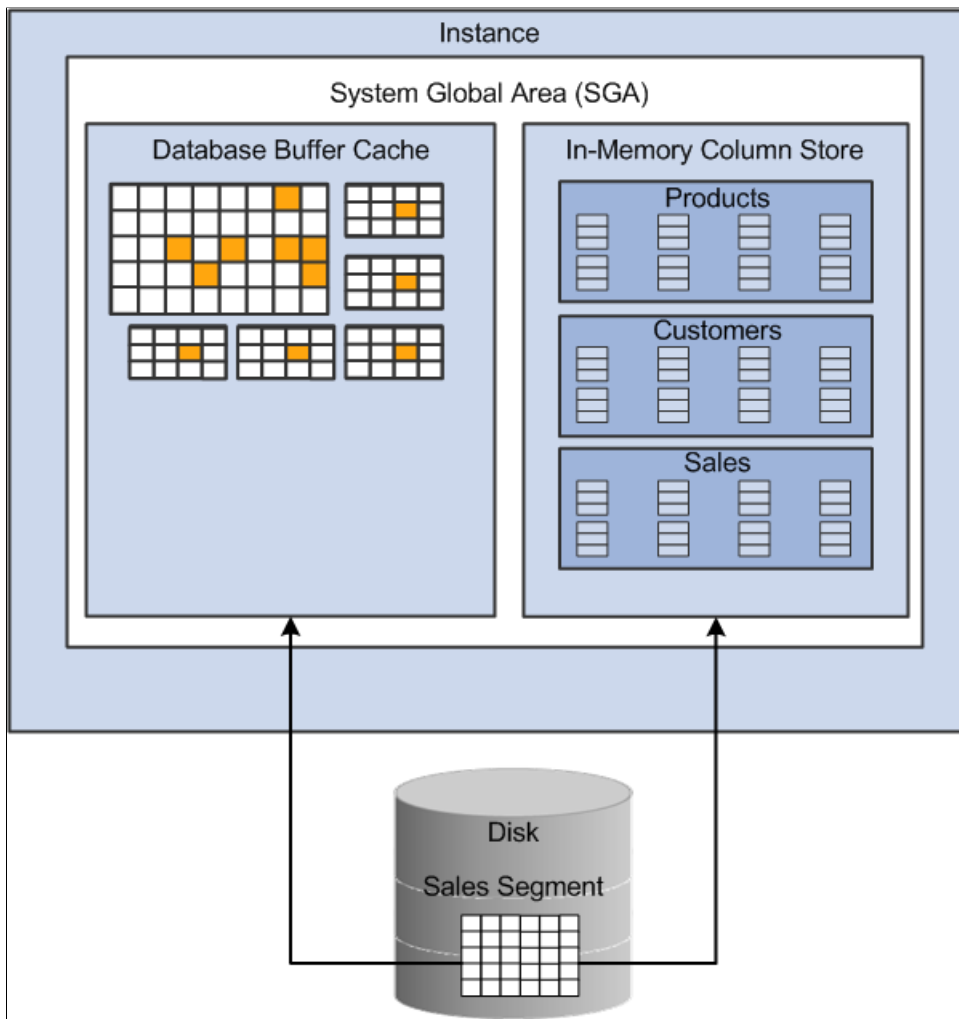 Instance
System Global Area (SGA)
Database Buffer Cache
In-Memory Column Store
Products
Customers
Sales
Disk
Sales Segment